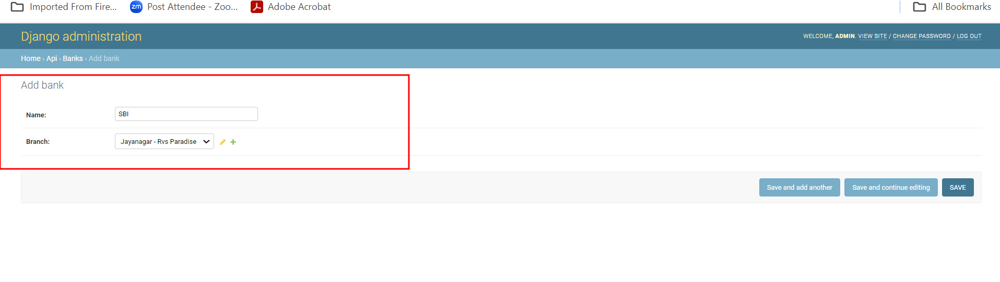 Imported From Fire... zm Post Attendee - Zoo... Adobe Acrobat All Bookmarks
Django administration WELCOME, ADMIN. VIEW SITE / CHANGE PASSWORD / LOG OUT
Home › Api › Banks › Add bank
Add bank
Name: SBI
Branch: Jayanagar - Rvs Paradise
Save and add another Save and continue editing SAVE